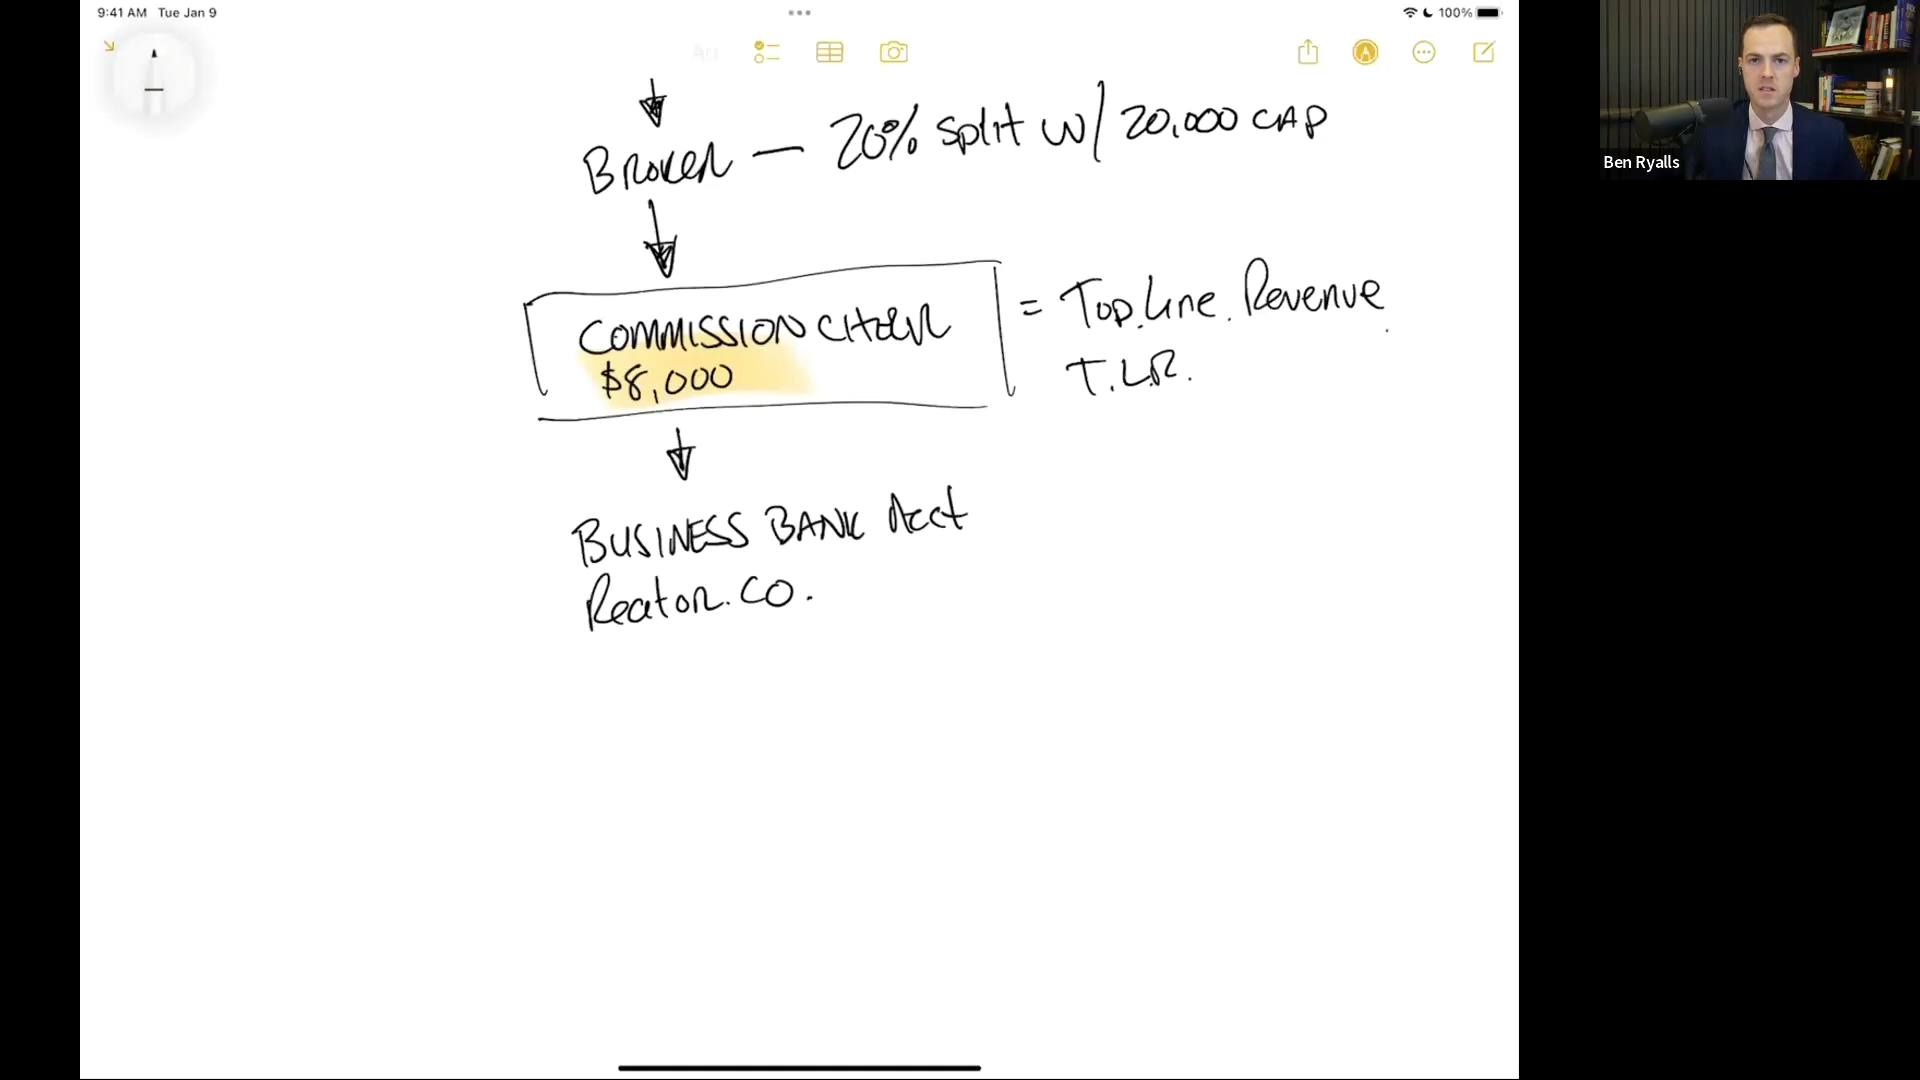 9:41 AM Tue Jan 9
100%
Broker — 20% split w/ 20,000 CAP
COMMISSION CHECK
$8,000
= Top.Line.Revenue
T.L.R.
BUSINESS BANK Acct
Reator.CO.
Ben Ryalls